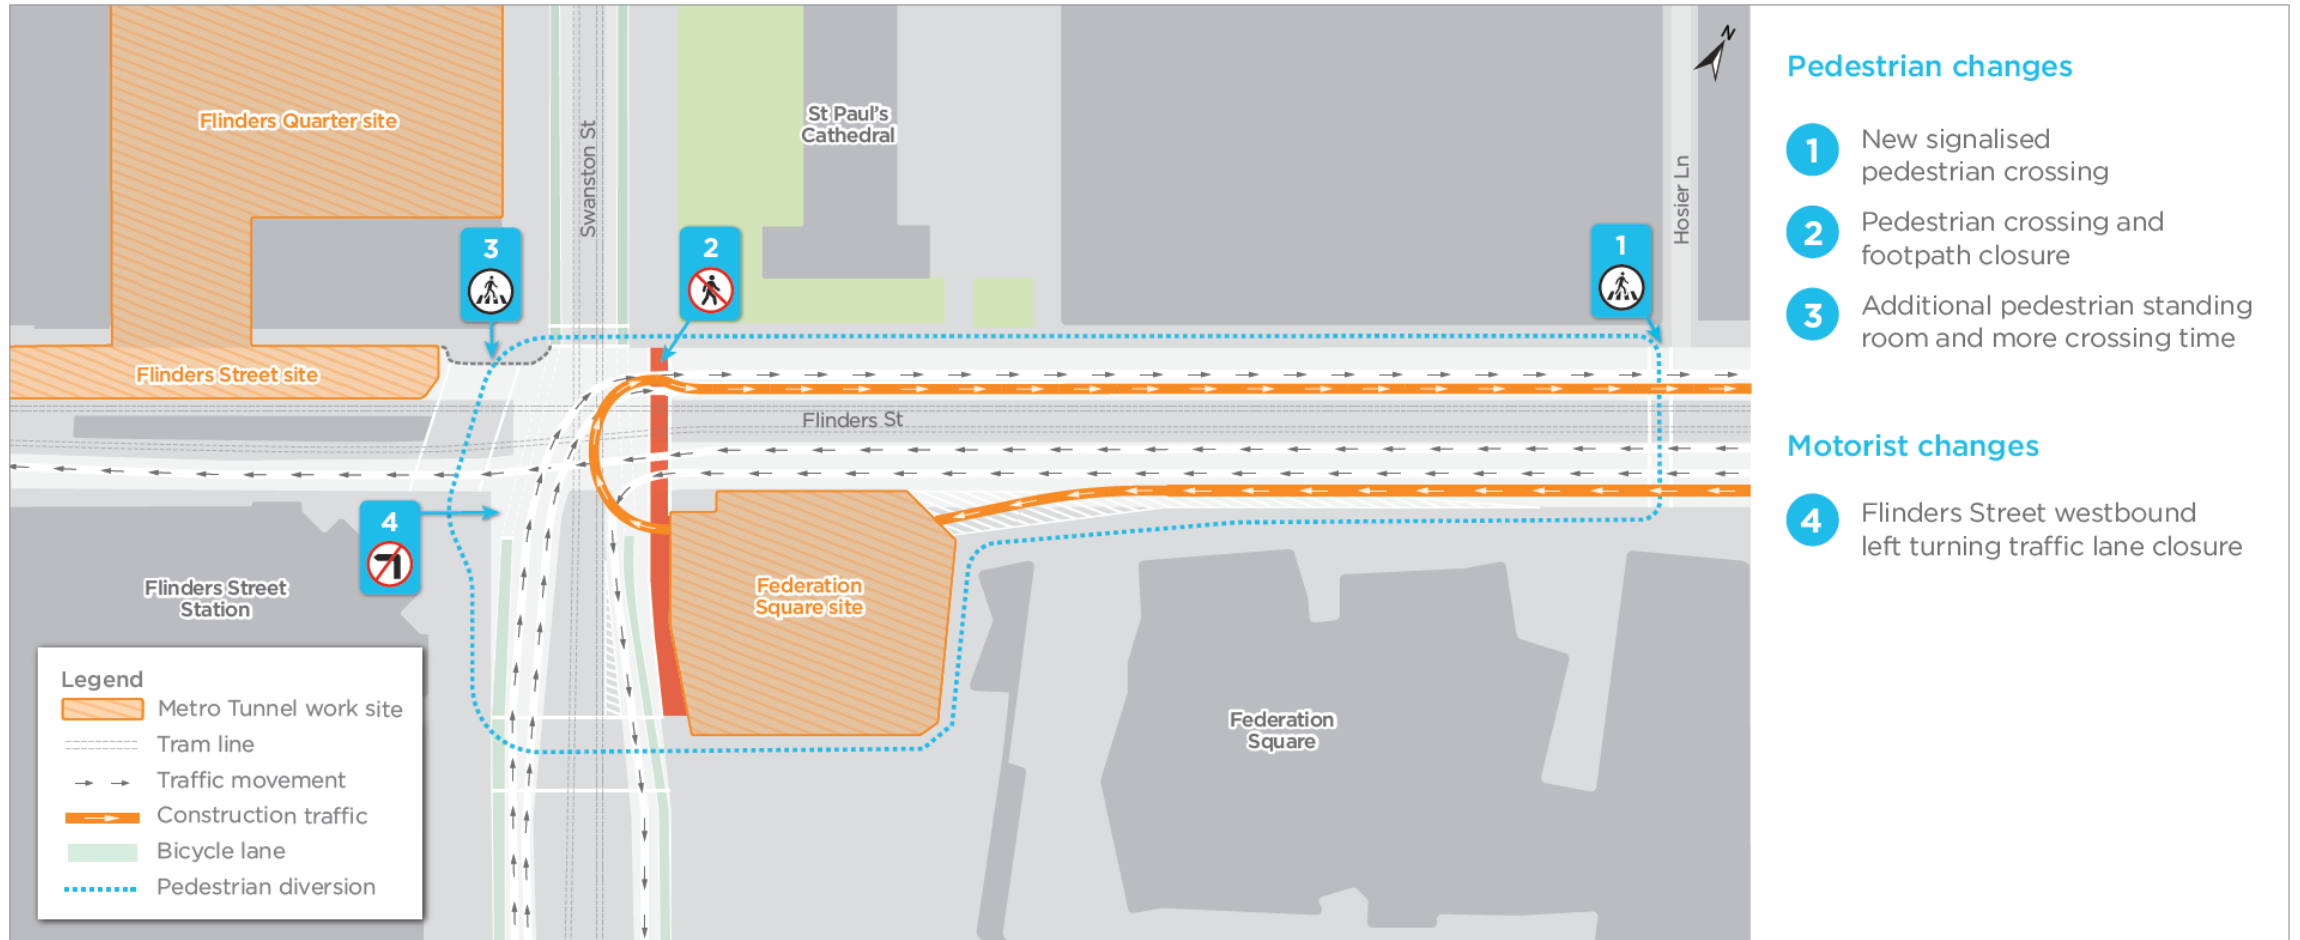 Flinders Quarter site
Swanston St
St Paul's
Cathedral
Hosier Ln
N
3
2
1
Flinders Street site
Flinders St
4
Flinders Street
Station
Federation
Square site
Federation
Square
Legend
Metro Tunnel work site
Tram line
Traffic movement
Construction traffic
Bicycle lane
Pedestrian diversion
Pedestrian changes
1 New signalised
pedestrian crossing
2 Pedestrian crossing and
footpath closure
3 Additional pedestrian standing
room and more crossing time
Motorist changes
4 Flinders Street westbound
left turning traffic lane closure